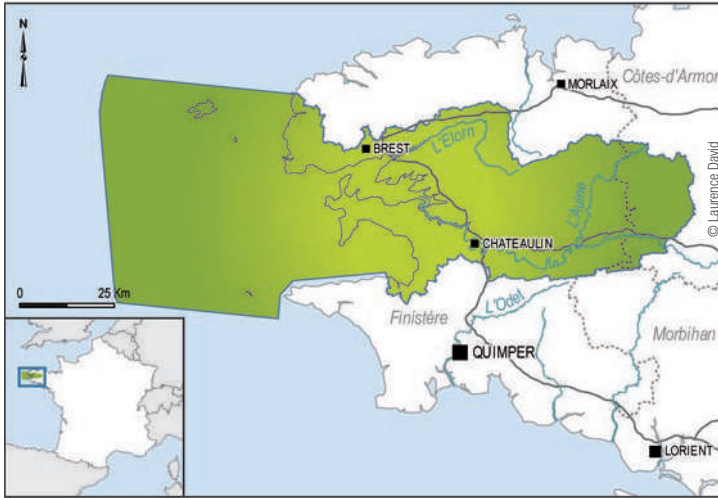 N
Côtes-d'Armor
MORLAIX
BREST
L'Elorn
© Laurence David
L'Aulne
CHATEAULIN
0 25 Km
L'Odet
Finistère
Morbihan
QUIMPER
LORIENT